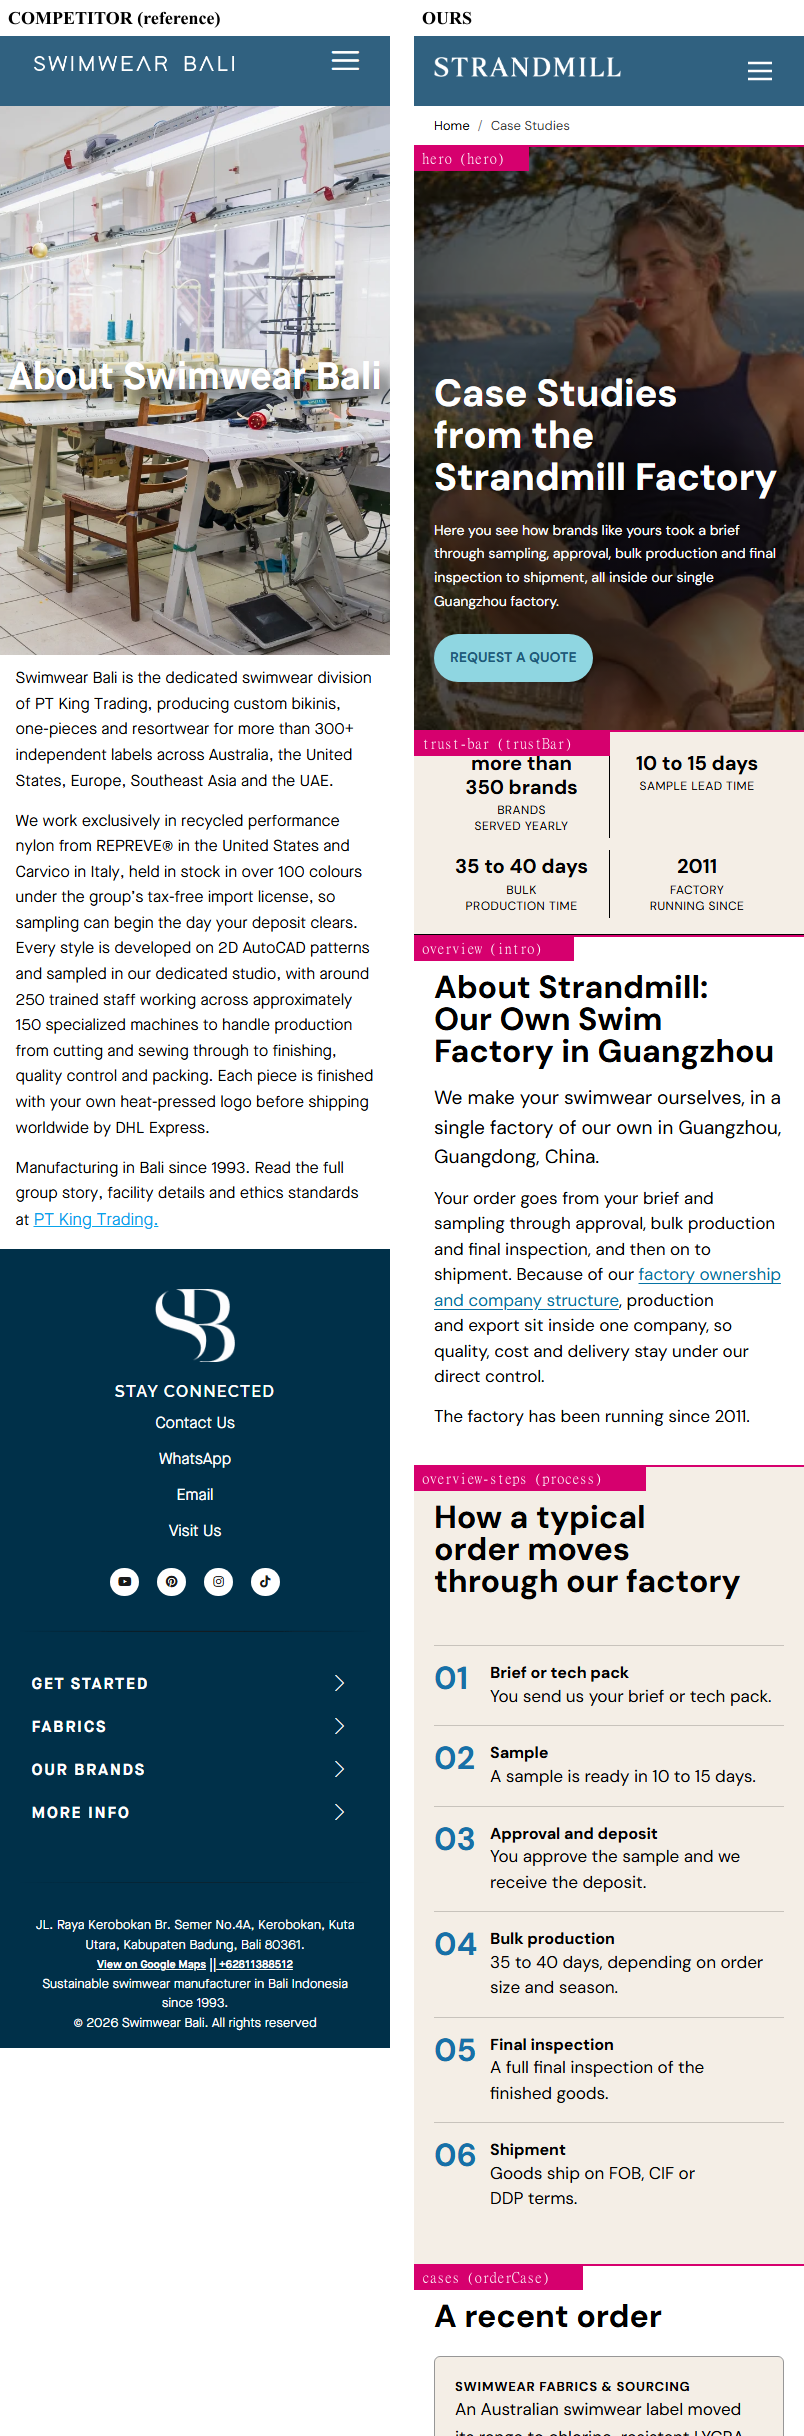 COMPETITOR (reference)
SWIMWEAR BALI
About Swimwear Bali
Swimwear Bali is the dedicated swimwear division
of PT King Trading, producing custom bikinis,
one-pieces and resortwear for more than 300+
independent labels across Australia, the United
States, Europe, Southeast Asia and the UAE.
We work exclusively in recycled performance
nylon from REPREVE® in the United States and
Carvico in Italy, held in stock in over 100 colours
under the group's tax-free import license, so
sampling can begin the day your deposit clears.
Every style is developed on 2D AutoCAD patterns
and sampled in our dedicated studio, with around
250 trained staff working across approximately
150 specialized machines to handle production
from cutting and sewing through to finishing,
quality control and packing. Each piece is finished
with your own heat-pressed logo before shipping
worldwide by DHL Express.
Manufacturing in Bali since 1993. Read the full
group story, facility details and ethics standards
at PT King Trading.
SB
STAY CONNECTED
Contact Us
WhatsApp
Email
Visit Us
GET STARTED
FABRICS
OUR BRANDS
MORE INFO
JL. Raya Kerobokan Br. Semer No.4A, Kerobokan, Kuta
Utara, Kabupaten Badung, Bali 80361.
View on Google Maps || +62811388512
Sustainable swimwear manufacturer in Bali Indonesia
since 1993.
© 2026 Swimwear Bali. All rights reserved
OURS
STRANDMILL
Home / Case Studies
hero (hero)
Case Studies
from the
Strandmill Factory
Here you see how brands like yours took a brief
through sampling, approval, bulk production and final
inspection to shipment, all inside our single
Guangzhou factory.
REQUEST A QUOTE
trust-bar (trustBar)
more than
350 brands
BRANDS
SERVED YEARLY
10 to 15 days
SAMPLE LEAD TIME
35 to 40 days
BULK
PRODUCTION TIME
2011
FACTORY
RUNNING SINCE
overview (intro)
About Strandmill:
Our Own Swim
Factory in Guangzhou
We make your swimwear ourselves, in a
single factory of our own in Guangzhou,
Guangdong, China.
Your order goes from your brief and
sampling through approval, bulk production
and final inspection, and then on to
shipment. Because of our factory ownership
and company structure, production
and export sit inside one company, so
quality, cost and delivery stay under our
direct control.
The factory has been running since 2011.
overview-steps (process)
How a typical
order moves
through our factory
01 Brief or tech pack
You send us your brief or tech pack.
02 Sample
A sample is ready in 10 to 15 days.
03 Approval and deposit
You approve the sample and we
receive the deposit.
04 Bulk production
35 to 40 days, depending on order
size and season.
05 Final inspection
A full final inspection of the
finished goods.
06 Shipment
Goods ship on FOB, CIF or
DDP terms.
cases (orderCase)
A recent order
SWIMWEAR FABRICS & SOURCING
An Australian swimwear label moved
its range to chlorine-resistant LYCRA